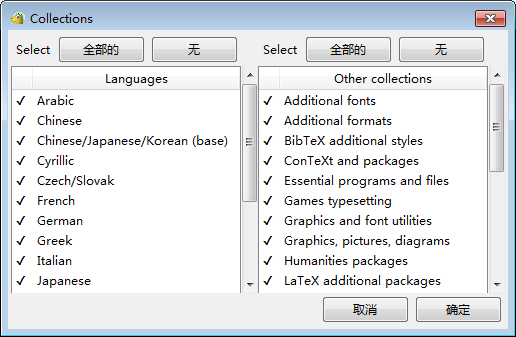 Collections
Select 全部的 无 Select 全部的 无
Languages Other collections
✓ Arabic ✓ Additional fonts
✓ Chinese ✓ Additional formats
✓ Chinese/Japanese/Korean (base) ✓ BibTeX additional styles
✓ Cyrillic ✓ ConTeXt and packages
✓ Czech/Slovak ✓ Essential programs and files
✓ French ✓ Games typesetting
✓ German ✓ Graphics and font utilities
✓ Greek ✓ Graphics, pictures, diagrams
✓ Italian ✓ Humanities packages
✓ Japanese ✓ LaTeX additional packages
取消 确定